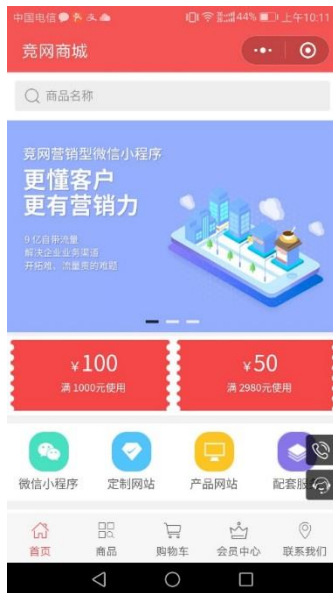 中国电信 44% 上午10:11
竞网商城
商品名称
竞网营销型微信小程序
更懂客户
更有营销力
9亿自带流量
解决企业业务渠道
开拓难、流量贵的难题
¥100
满 1000元使用
¥50
满 2980元使用
微信小程序 定制网站 产品网站 配套服
首页 商品 购物车 会员中心 联系我们